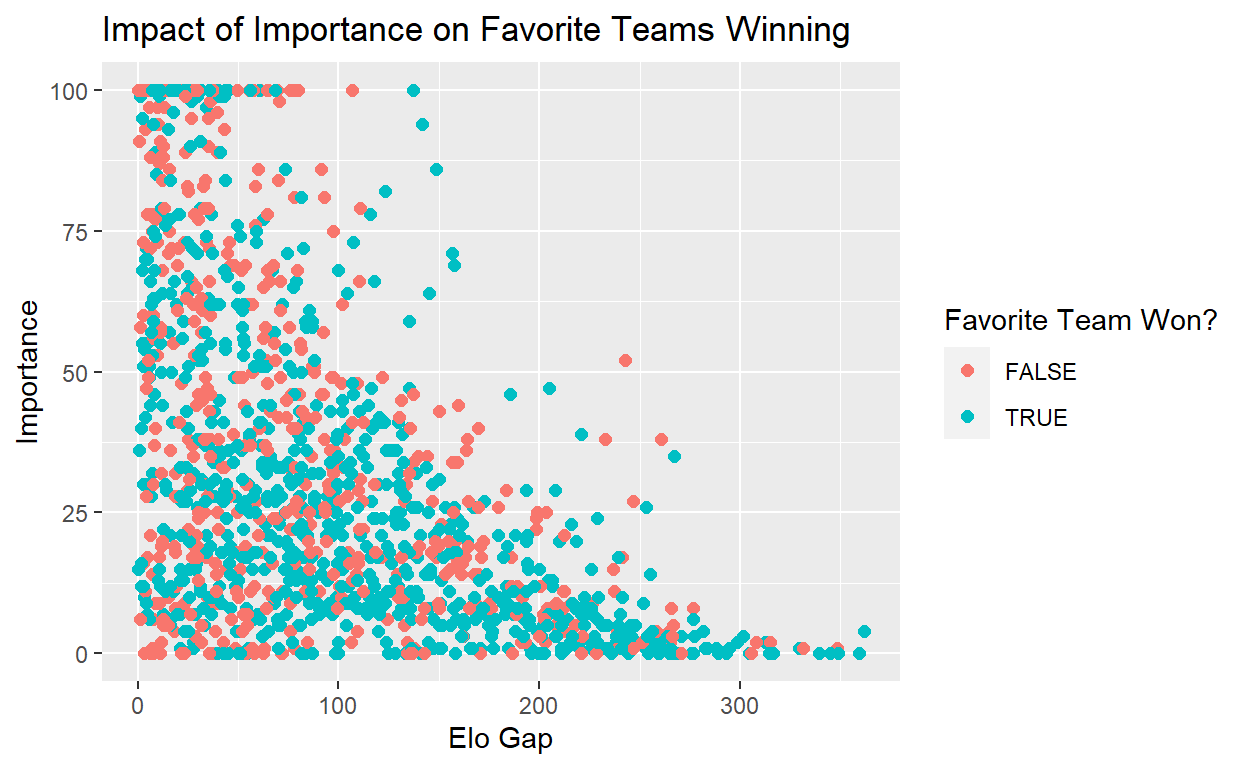 Impact of Importance on Favorite Teams Winning
100
75
50
25
0
Importance
0 100 200 300
Elo Gap
Favorite Team Won?
FALSE
TRUE